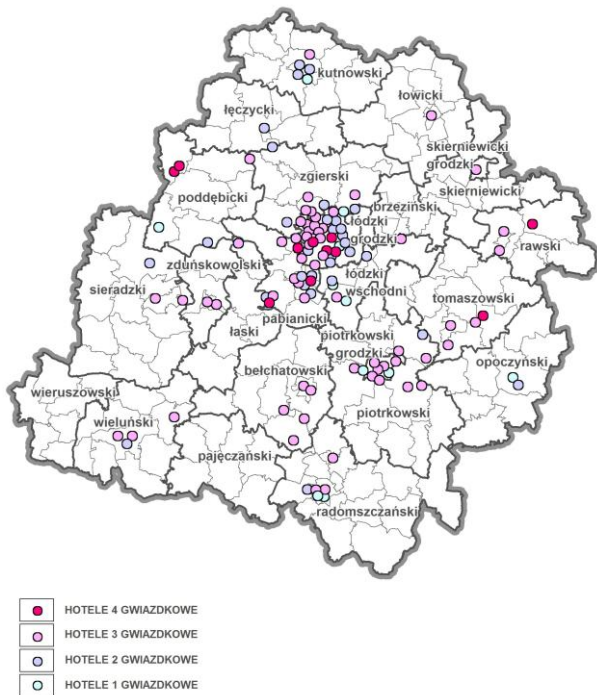 kutnowski
łowicki
łęczycki
skierniewicki
grodzki
zgierski
skierniewicki
poddębicki
brzeziński
łódzki
grodzki
rawski
zduńskowolski
łódzki
wschodni
sieradzki
tomaszowski
pabianicki
łaski
piotrkowski
grodzki
opoczyński
bełchatowski
wieruszowski
piotrkowski
wieluński
pajęczański
radomszczański
HOTELE 4 GWIAZDKOWE
HOTELE 3 GWIAZDKOWE
HOTELE 2 GWIAZDKOWE
HOTELE 1 GWIAZDKOWE